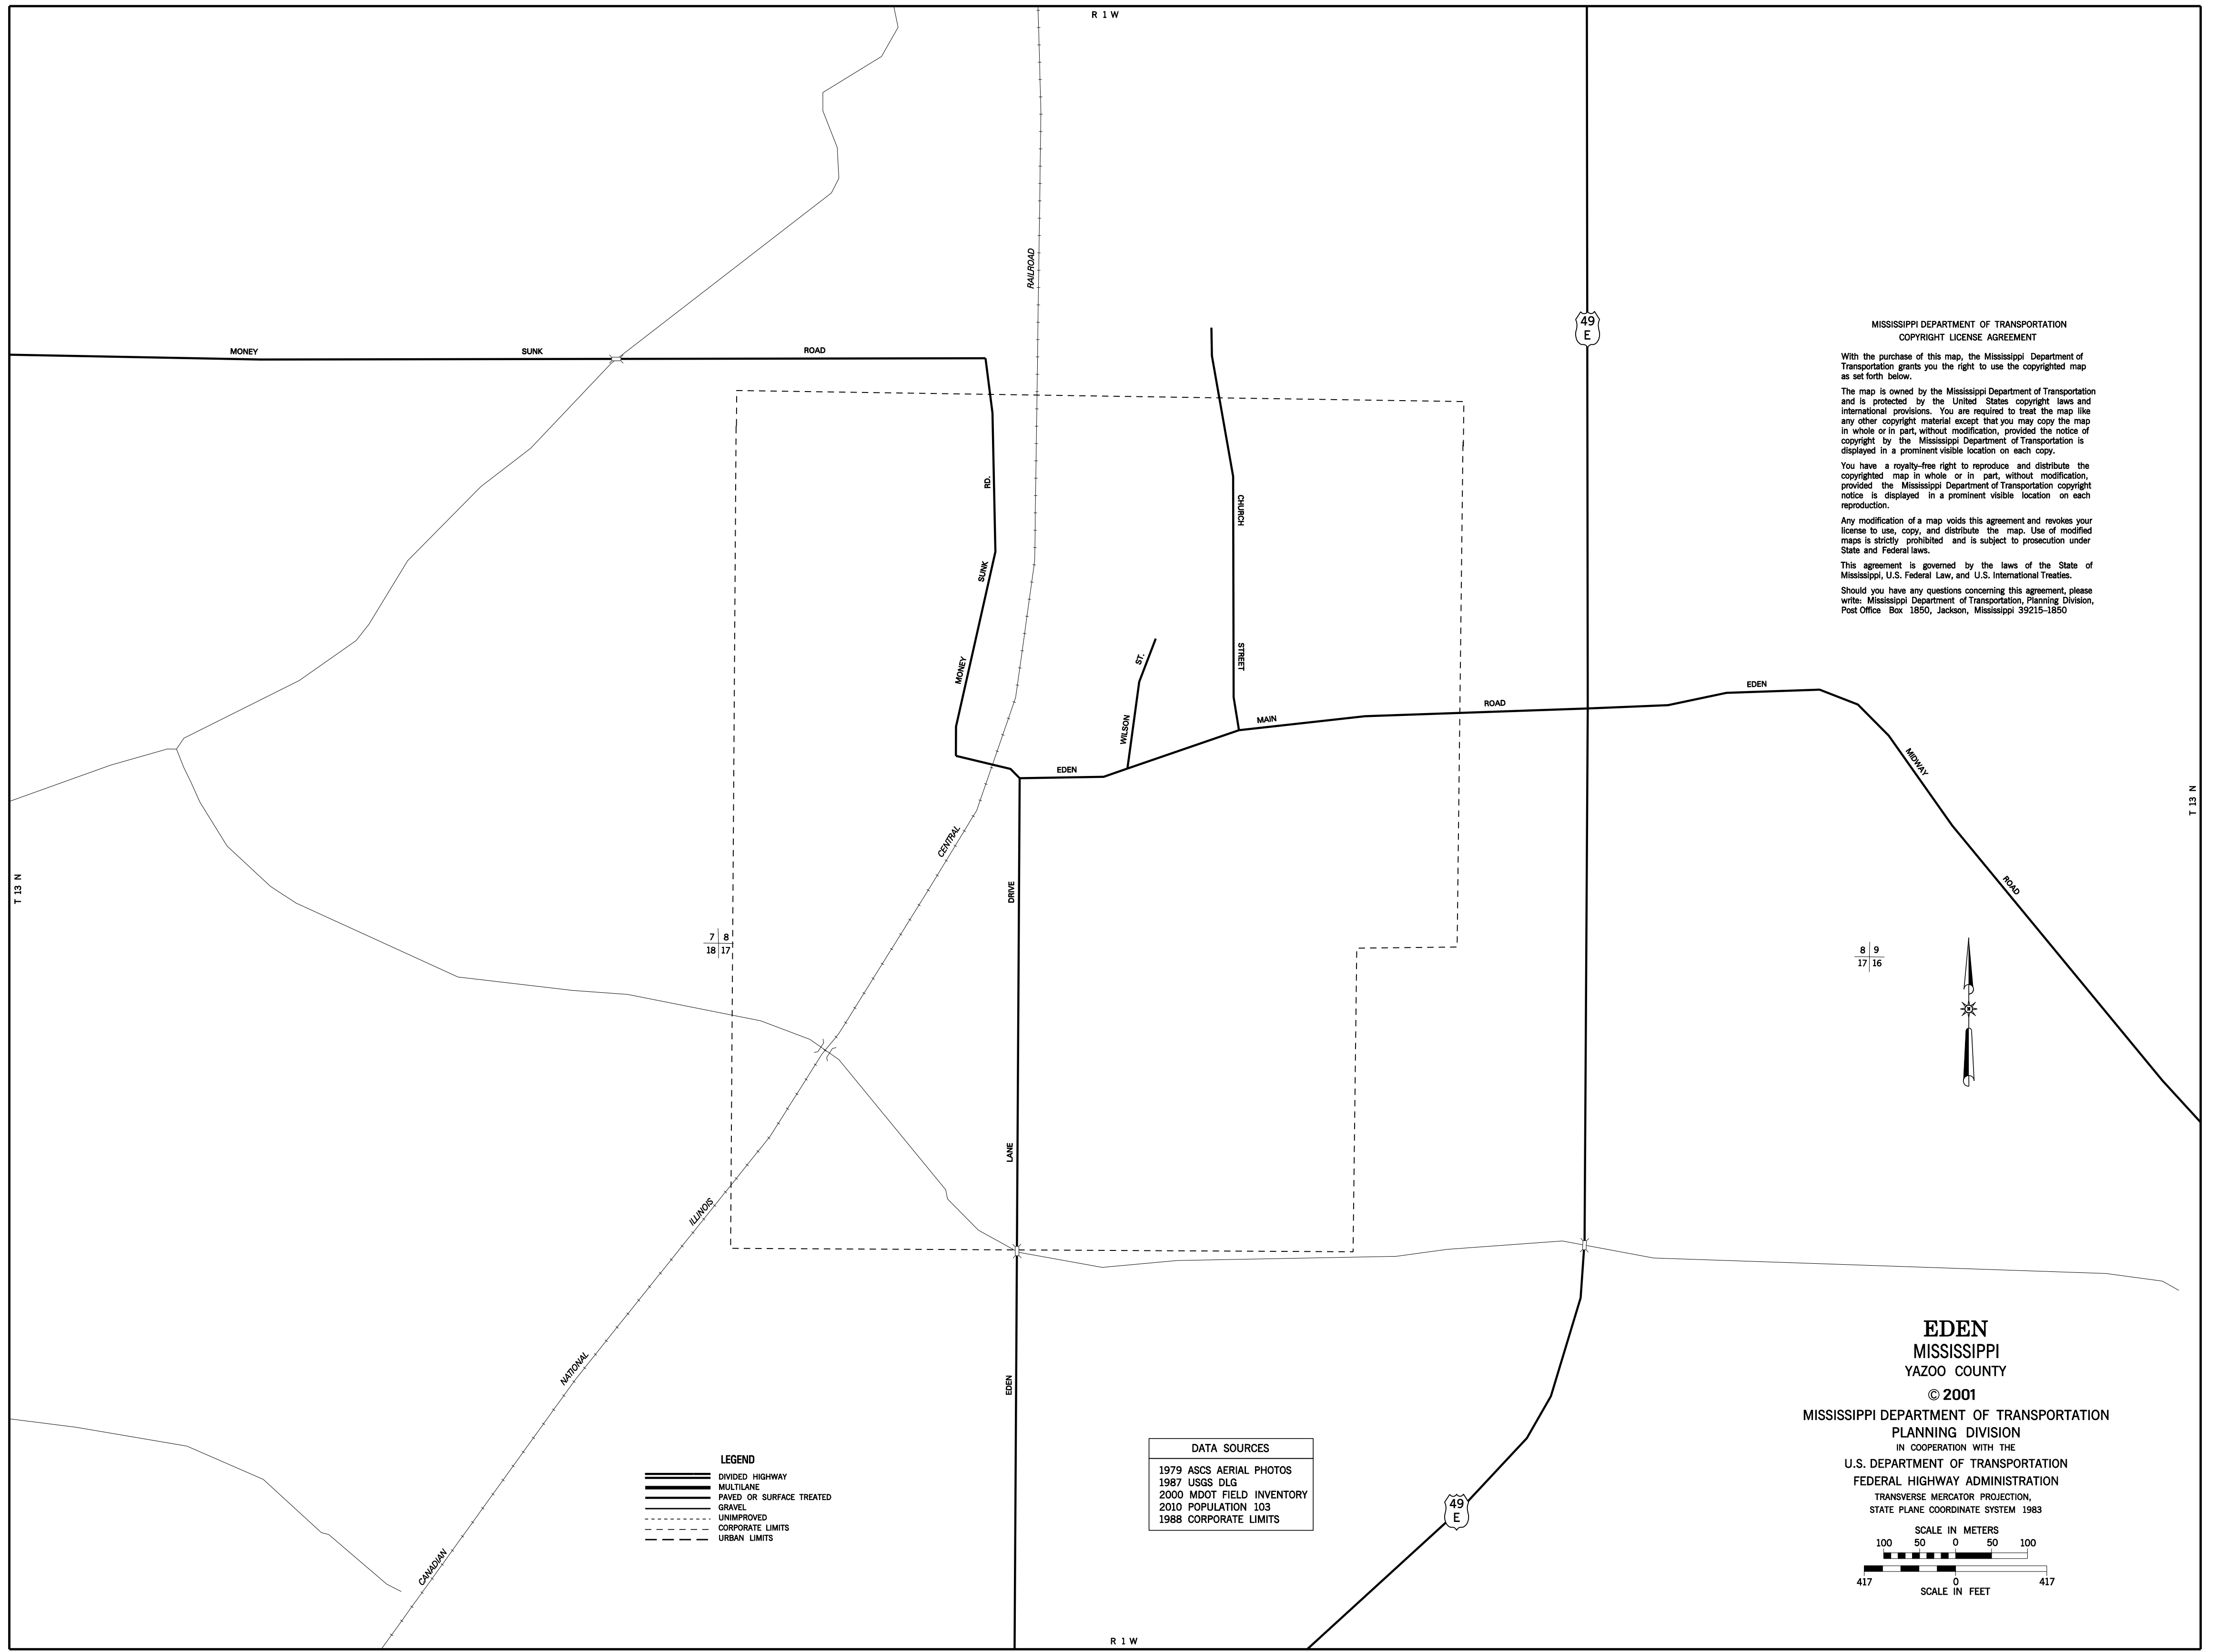 R 1 W
49
E
MISSISSIPPI DEPARTMENT OF TRANSPORTATION
COPYRIGHT LICENSE AGREEMENT
With the purchase of this map, the Mississippi Department of
Transportation grants you the right to use the copyrighted map
as set forth below.
The map is owned by the Mississippi Department of Transportation
and is protected by the United States copyright laws and
international provisions. You are required to treat the map like
any other copyright material except that you may copy the map
in whole or in part, without modification, provided the notice of
copyright by the Mississippi Department of Transportation is
displayed in a prominent visible location on each copy.
You have a royalty-free right to reproduce and distribute the
copyrighted map in whole or in part, without modification,
provided the Mississippi Department of Transportation copyright
notice is displayed in a prominent visible location on each
reproduction.
Any modification of a map voids this agreement and revokes your
license to use, copy, and distribute the map. Use of modified
maps is strictly prohibited and is subject to prosecution under
State and Federal laws.
This agreement is governed by the laws of the State of
Mississippi, U.S. Federal Law, and U.S. International Treaties.
Should you have any questions concerning this agreement, please
write: Mississippi Department of Transportation, Planning Division,
Post Office Box 1850, Jackson, Mississippi 39215-1850
MONEY SUNK ROAD
MONEY SUNK RD.
CHURCH STREET
WILSON ST.
EDEN MAIN ROAD
EDEN MIDWAY ROAD
EDEN LANE DRIVE
CANADIAN NATIONAL ILLINOIS CENTRAL RAILROAD
T 13 N
T 13 N
7 8
18 17
8 9
17 16
LEGEND
DIVIDED HIGHWAY
MULTILANE
PAVED OR SURFACE TREATED
GRAVEL
UNIMPROVED
CORPORATE LIMITS
URBAN LIMITS
DATA SOURCES
1979 ASCS AERIAL PHOTOS
1987 USGS DLG
2000 MDOT FIELD INVENTORY
2010 POPULATION 103
1988 CORPORATE LIMITS
49
E
EDEN
MISSISSIPPI
YAZOO COUNTY
© 2001
MISSISSIPPI DEPARTMENT OF TRANSPORTATION
PLANNING DIVISION
IN COOPERATION WITH THE
U.S. DEPARTMENT OF TRANSPORTATION
FEDERAL HIGHWAY ADMINISTRATION
TRANSVERSE MERCATOR PROJECTION,
STATE PLANE COORDINATE SYSTEM 1983
SCALE IN METERS
100 50 0 50 100
417 0 417
SCALE IN FEET
R 1 W